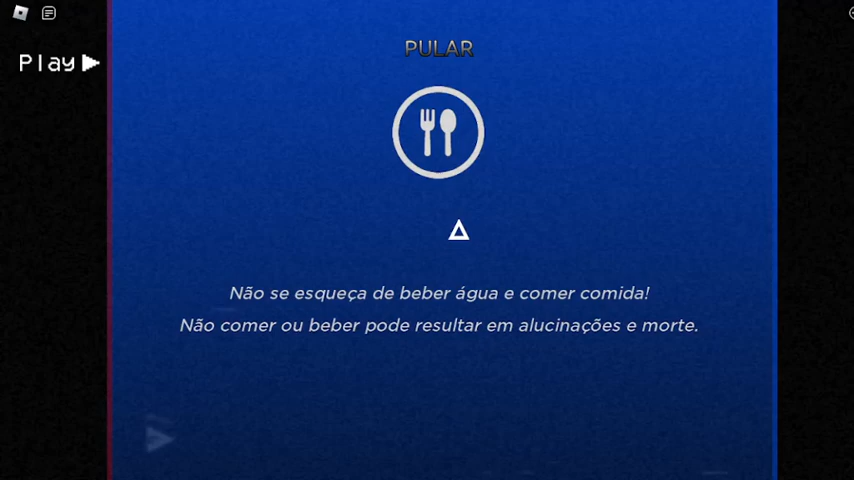 PULAR
Play
Não se esqueça de beber água e comer comida!
Não comer ou beber pode resultar em alucinações e morte.